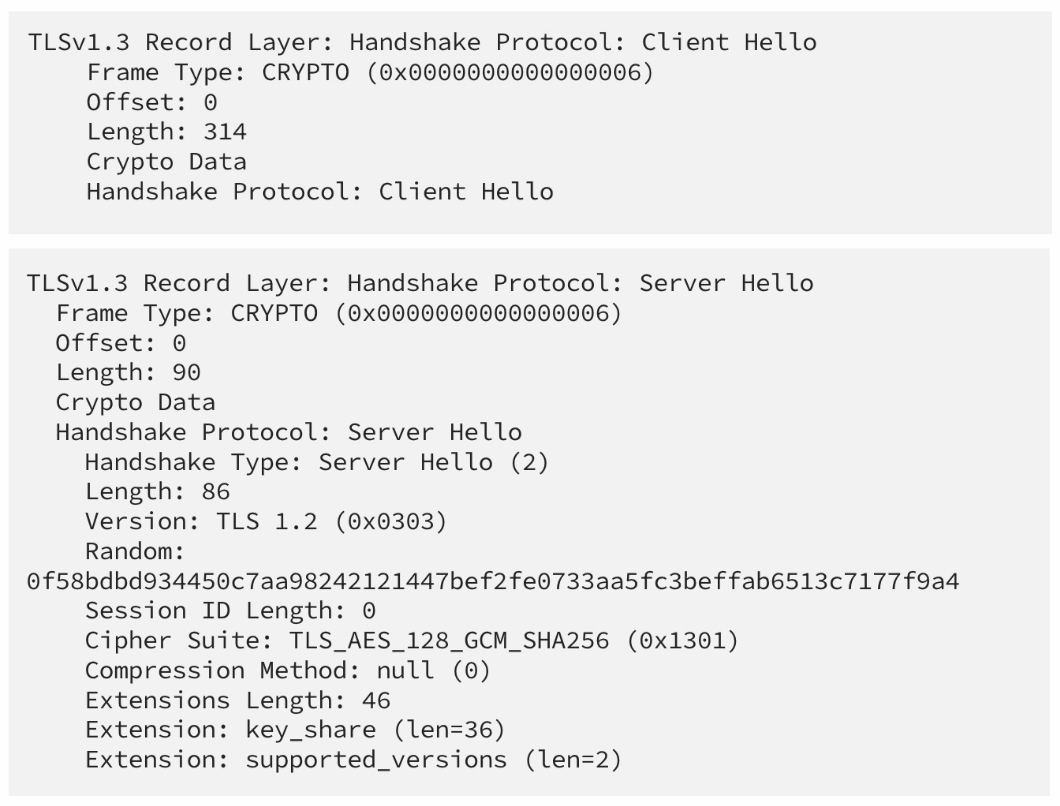 TLSv1.3 Record Layer: Handshake Protocol: Client Hello
Frame Type: CRYPTO (0x0000000000000006)
Offset: 0
Length: 314
Crypto Data
Handshake Protocol: Client Hello
TLSv1.3 Record Layer: Handshake Protocol: Server Hello
Frame Type: CRYPTO (0x0000000000000006)
Offset: 0
Length: 90
Crypto Data
Handshake Protocol: Server Hello
Handshake Type: Server Hello (2)
Length: 86
Version: TLS 1.2 (0x0303)
Random:
0f58bdbd934450c7aa98242121447bef2fe0733aa5fc3beffab6513c7177f9a4
Session ID Length: 0
Cipher Suite: TLS_AES_128_GCM_SHA256 (0x1301)
Compression Method: null (0)
Extensions Length: 46
Extension: key_share (len=36)
Extension: supported_versions (len=2)